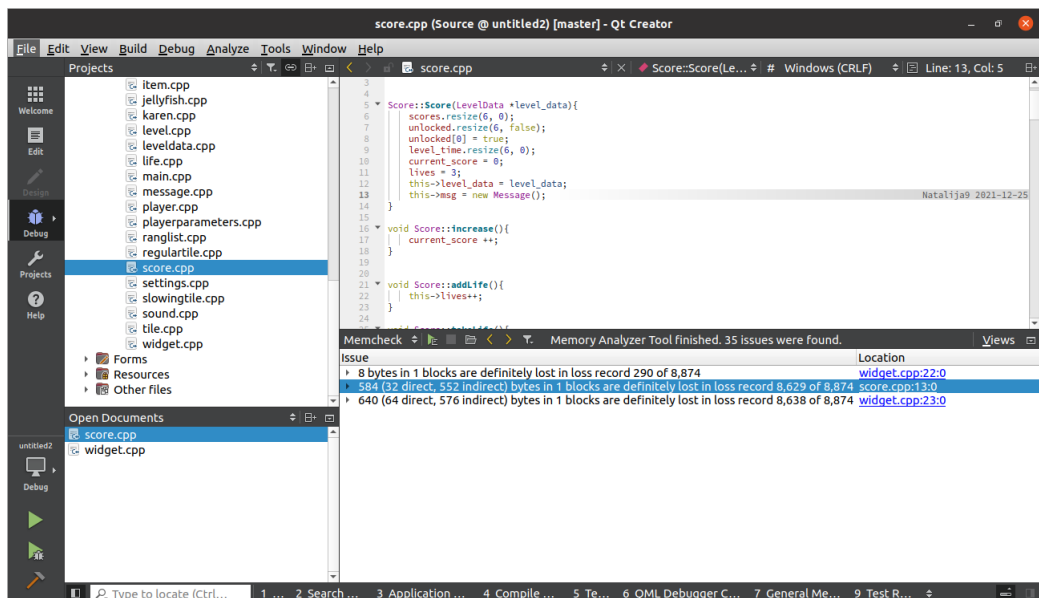 score.cpp (Source @ untitled2) [master] - Qt Creator
File Edit View Build Debug Analyze Tools Window Help
Projects
score.cpp
Score::Score(Le...
# Windows (CRLF)
Line: 13, Col: 5
Welcome
Edit
Design
Debug
Projects
Help
untitled2
Debug
item.cpp
jellyfish.cpp
karen.cpp
level.cpp
leveldata.cpp
life.cpp
main.cpp
message.cpp
player.cpp
playerparameters.cpp
ranglist.cpp
regulartile.cpp
score.cpp
settings.cpp
slowingtile.cpp
sound.cpp
tile.cpp
widget.cpp
Forms
Resources
Other files
Open Documents
score.cpp
widget.cpp
3
4
5 Score::Score(LevelData *level_data){
6 scores.resize(6, 0);
7 unlocked.resize(6, false);
8 unlocked[0] = true;
9 level_time.resize(6, 0);
10 current_score = 0;
11 lives = 3;
12 this->level_data = level_data;
13 this->msg = new Message(); Natalija9 2021-12-25
14 }
15
16 void Score::increase(){
17 current_score ++;
18 }
19
20
21 void Score::addLife(){
22 this->lives++;
23 }
24
Memcheck Memory Analyzer Tool finished. 35 issues were found. Views
Issue Location
8 bytes in 1 blocks are definitely lost in loss record 290 of 8,874 widget.cpp:22:0
584 (32 direct, 552 indirect) bytes in 1 blocks are definitely lost in loss record 8,629 of 8,874 score.cpp:13:0
640 (64 direct, 576 indirect) bytes in 1 blocks are definitely lost in loss record 8,638 of 8,874 widget.cpp:23:0
Type to locate (Ctrl... 1 ... 2 Search ... 3 Application ... 4 Compile ... 5 Te... 6 QML Debugger C... 7 General Me... 9 Test R...